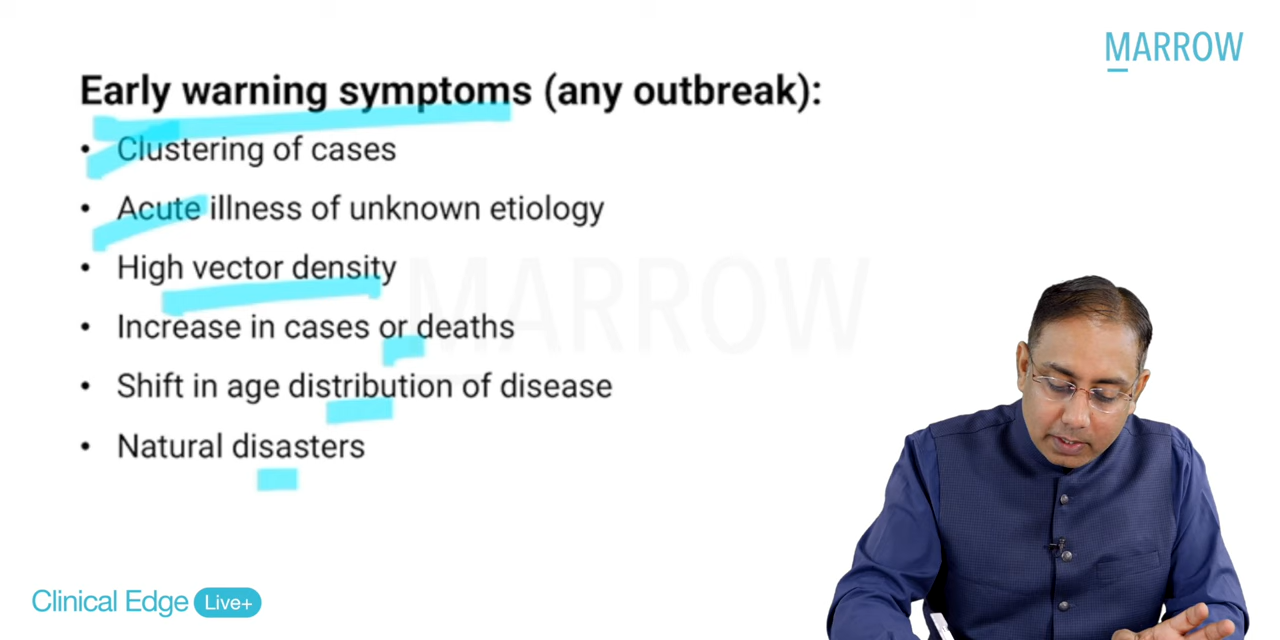 MARROW
Early warning symptoms (any outbreak):
• Clustering of cases
• Acute illness of unknown etiology
• High vector density
• Increase in cases or deaths
• Shift in age distribution of disease
• Natural disasters
MARROW
Clinical Edge Live+